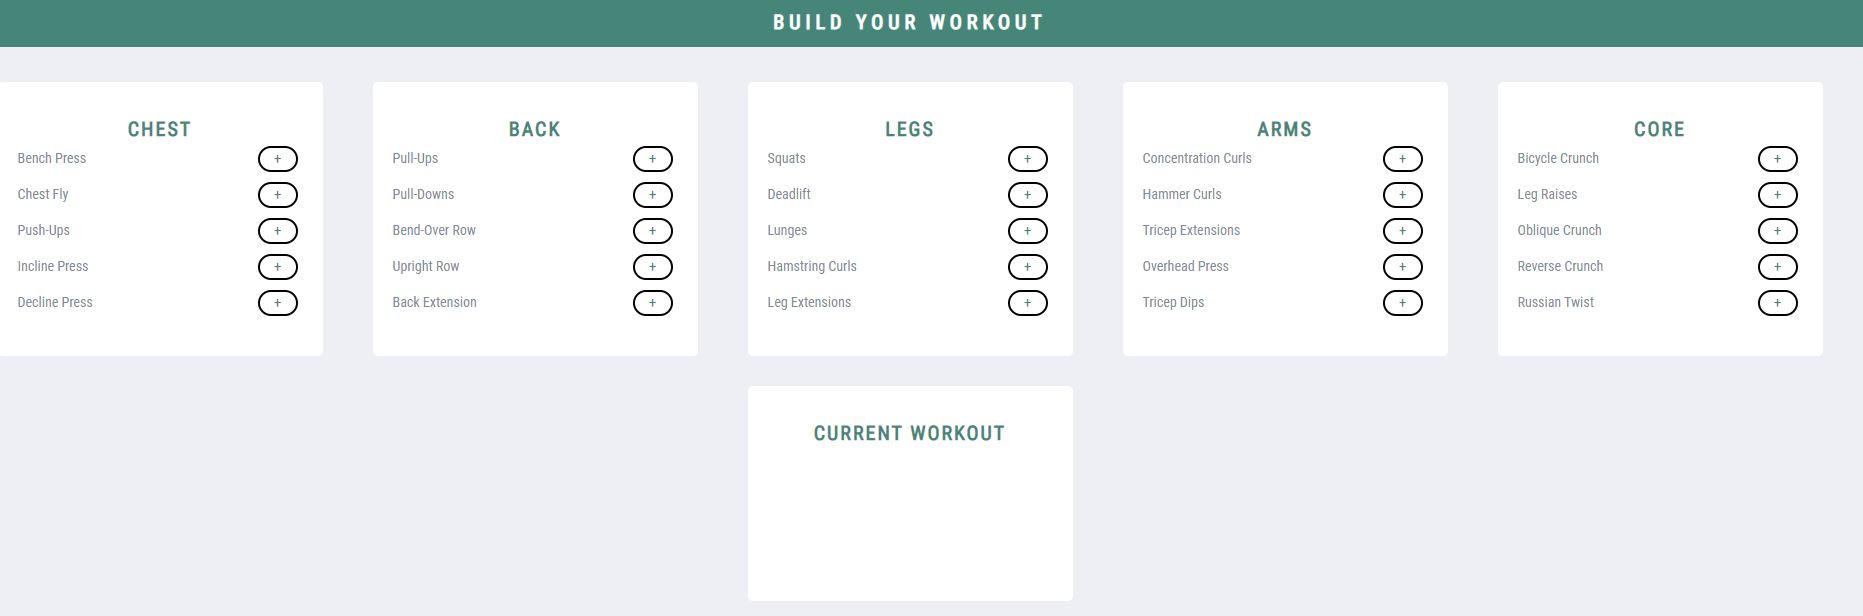 BUILD YOUR WORKOUT
CHEST
Bench Press +
Chest Fly +
Push-Ups +
Incline Press +
Decline Press +
BACK
Pull-Ups +
Pull-Downs +
Bend-Over Row +
Upright Row +
Back Extension +
LEGS
Squats +
Deadlift +
Lunges +
Hamstring Curls +
Leg Extensions +
ARMS
Concentration Curls +
Hammer Curls +
Tricep Extensions +
Overhead Press +
Tricep Dips +
CORE
Bicycle Crunch +
Leg Raises +
Oblique Crunch +
Reverse Crunch +
Russian Twist +
CURRENT WORKOUT